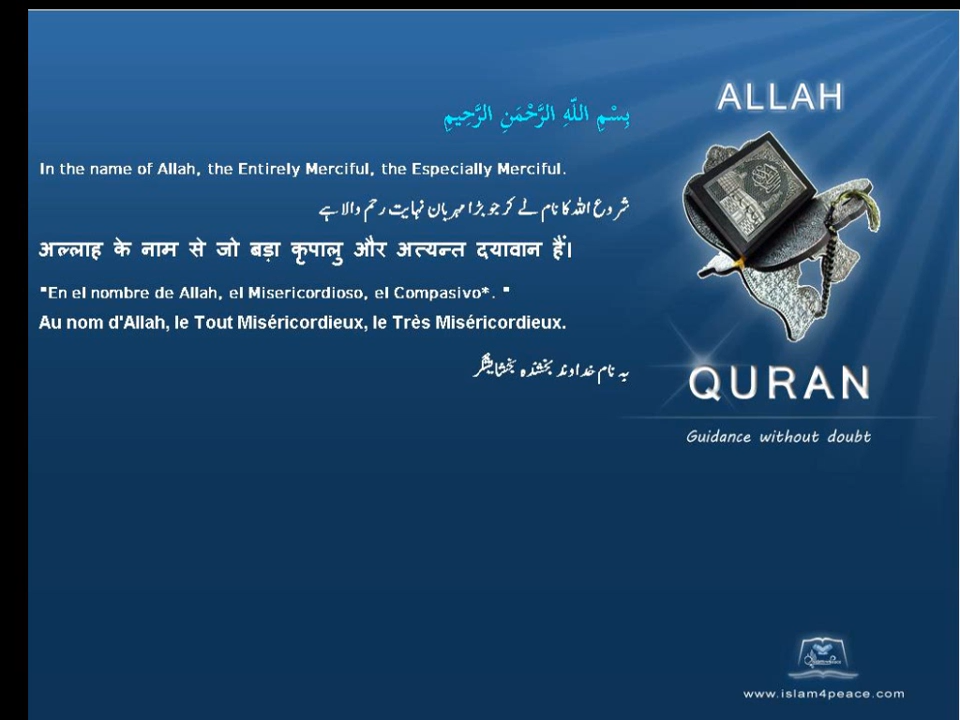 بِسْمِ اللَّهِ الرَّحْمَنِ الرَّحِيمِ
In the name of Allah, the Entirely Merciful, the Especially Merciful.
شروع الله کا نام لے کر جو بڑا مہربان نہایت رحم والا ہے
अल्लाह के नाम से जो बड़ा कृपालु और अत्यन्त दयावान हैं।
"En el nombre de Allah, el Misericordioso, el Compasivo*. "
Au nom d'Allah, le Tout Miséricordieux, le Très Miséricordieux.
به نام خداوند بخشنده بخشایشگر
ALLAH
QURAN
Guidance without doubt
www.islam4peace.com